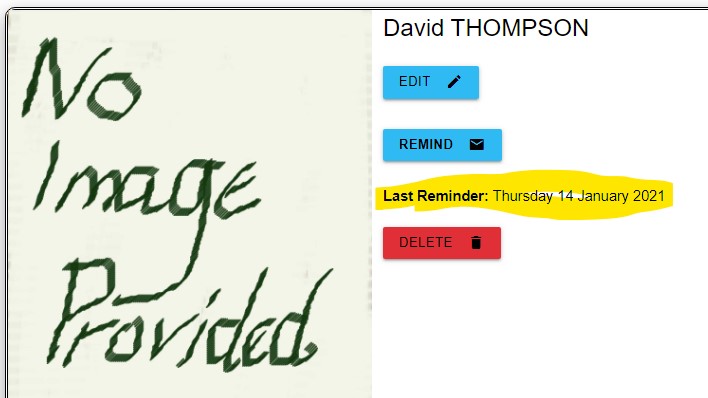 No
Image
Provided
David THOMPSON
EDIT
REMIND
Last Reminder: Thursday 14 January 2021
DELETE